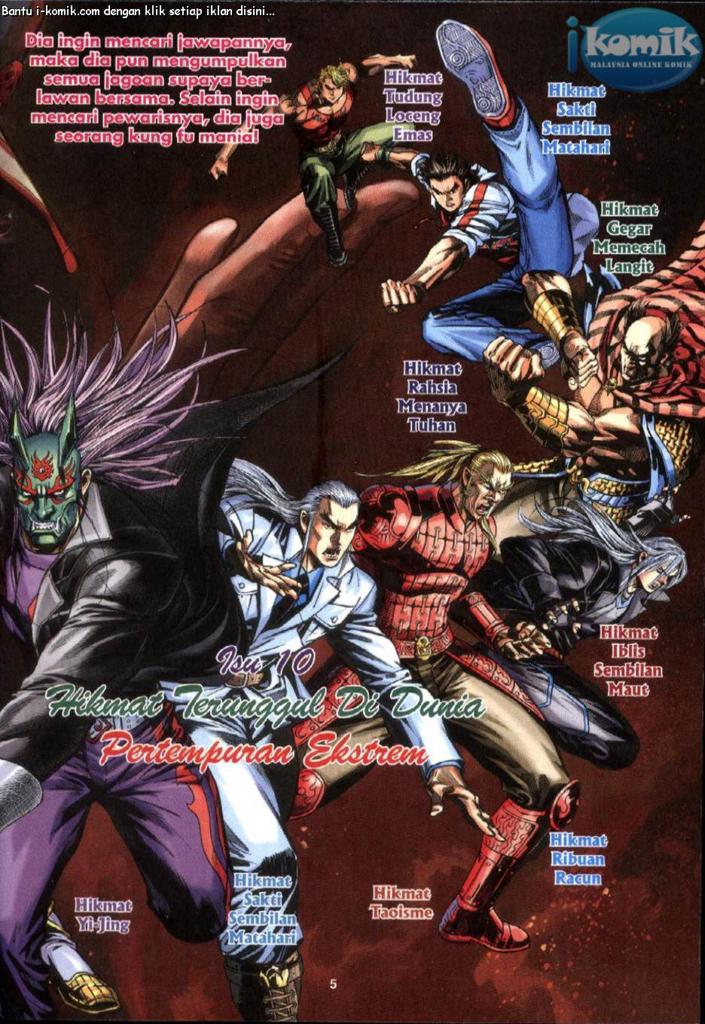 Bantu i-komik.com dengan klik setiap iklan disini...
ikomik
MALAYSIA ONLINE KOMIK
Dia ingin mencari jawapannya,
maka dia pun mengumpulkan
semua jagoan supaya ber-
lawan bersama. Selain ingin
mencari pewarisnya, dia juga
seorang kung fu mania!
Hikmat
Tudung
Loceng
Emas
Hikmat
Sakti
Sembilan
Matahari
Hikmat
Gegar
Memecah
Langit
Hikmat
Rahsia
Menanya
Tuhan
Hikmat
Iblis
Sembilan
Maut
Isu 10
Hikmat Terunggul Di Dunia
Pertempuran Ekstrem
Hikmat
Ribuan
Racun
Hikmat
Yi-Jing
Hikmat
Sakti
Sembilan
Matahari
Hikmat
Taoisme
5